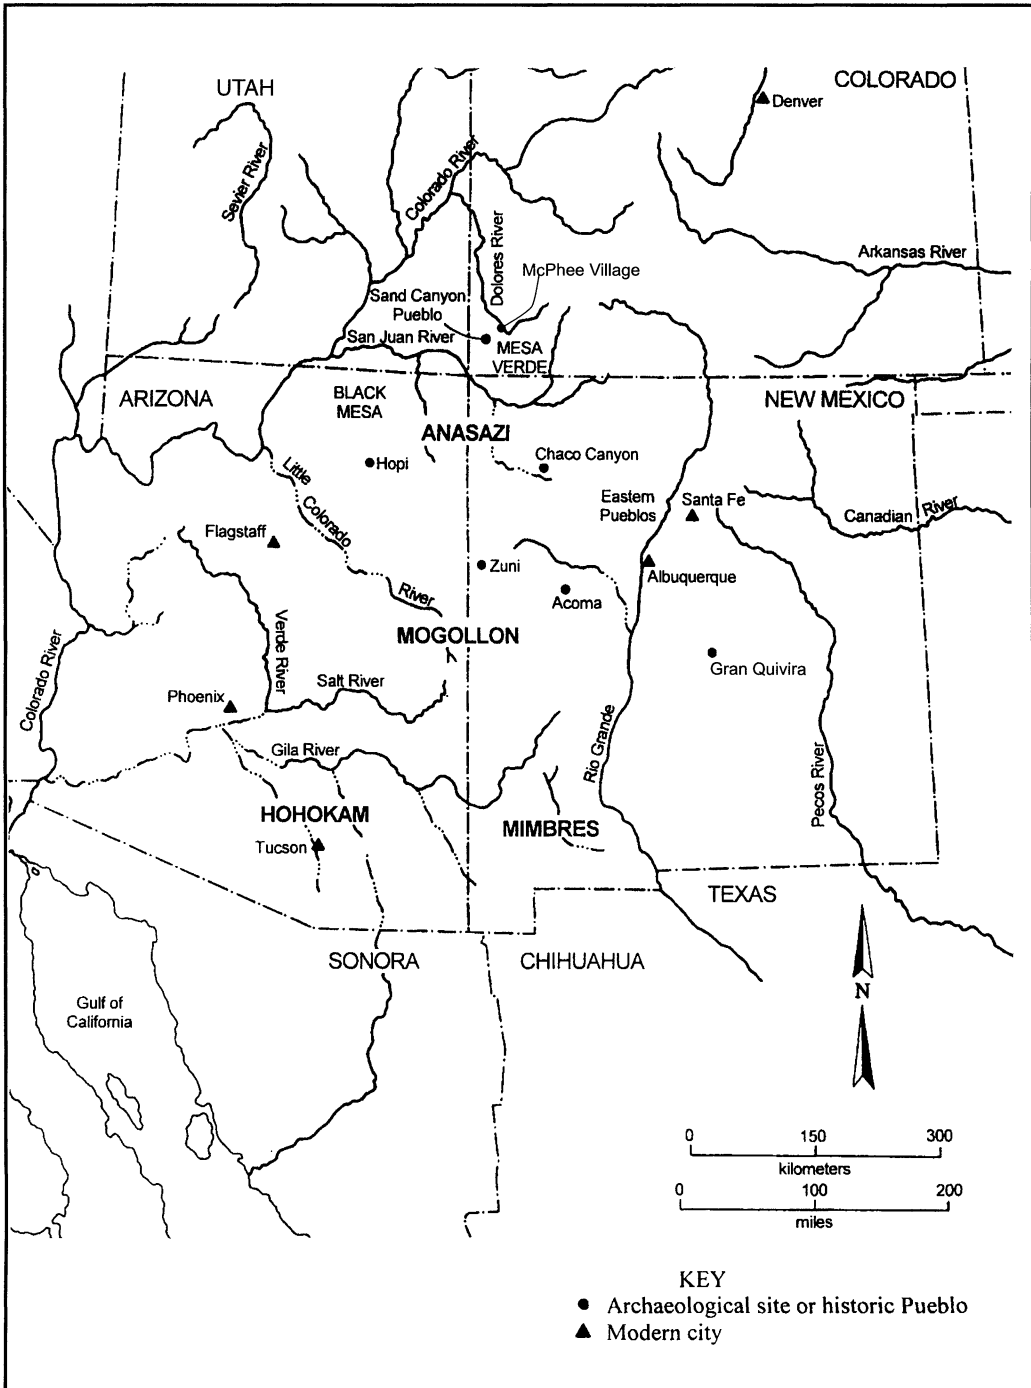 UTAH
COLORADO
Denver
Sevier River
Colorado River
Dolores River
Arkansas River
McPhee Village
Sand Canyon
Pueblo
San Juan River
MESA
VERDE
ARIZONA
BLACK
MESA
NEW MEXICO
ANASAZI
Hopi
Chaco Canyon
Little Colorado River
Eastern
Pueblos
Santa Fe
Canadian River
Flagstaff
Zuni
Albuquerque
Acoma
MOGOLLON
Verde River
Colorado River
Gran Quivira
Salt River
Phoenix
Rio Grande
Gila River
Pecos River
HOHOKAM
MIMBRES
Tucson
TEXAS
SONORA
CHIHUAHUA
N
Gulf of
California
0 150 300
kilometers
0 100 200
miles
KEY
Archaeological site or historic Pueblo
Modern city